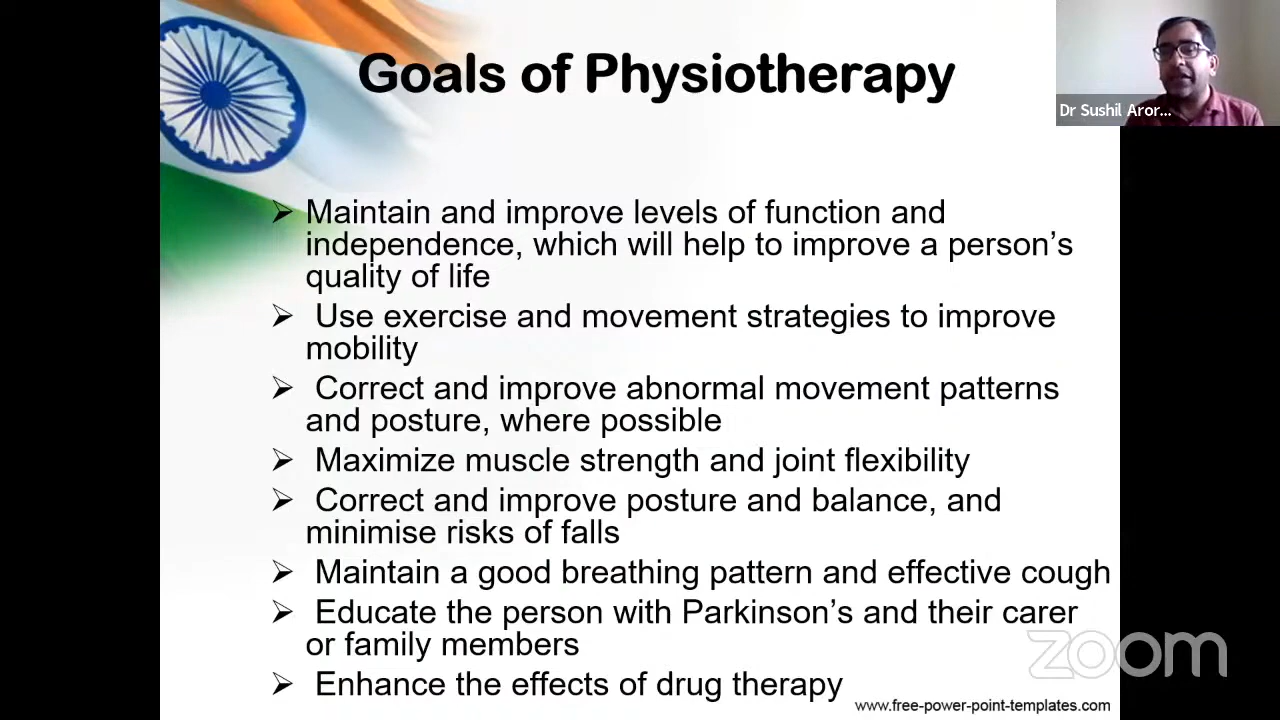 Goals of Physiotherapy
Dr Sushil Aror...
➢ Maintain and improve levels of function and
independence, which will help to improve a person's
quality of life
➢ Use exercise and movement strategies to improve
mobility
➢ Correct and improve abnormal movement patterns
and posture, where possible
➢ Maximize muscle strength and joint flexibility
➢ Correct and improve posture and balance, and
minimise risks of falls
➢ Maintain a good breathing pattern and effective cough
➢ Educate the person with Parkinson's and their carer
or family members
➢ Enhance the effects of drug therapy
zoom
www.free-power-point-templates.com